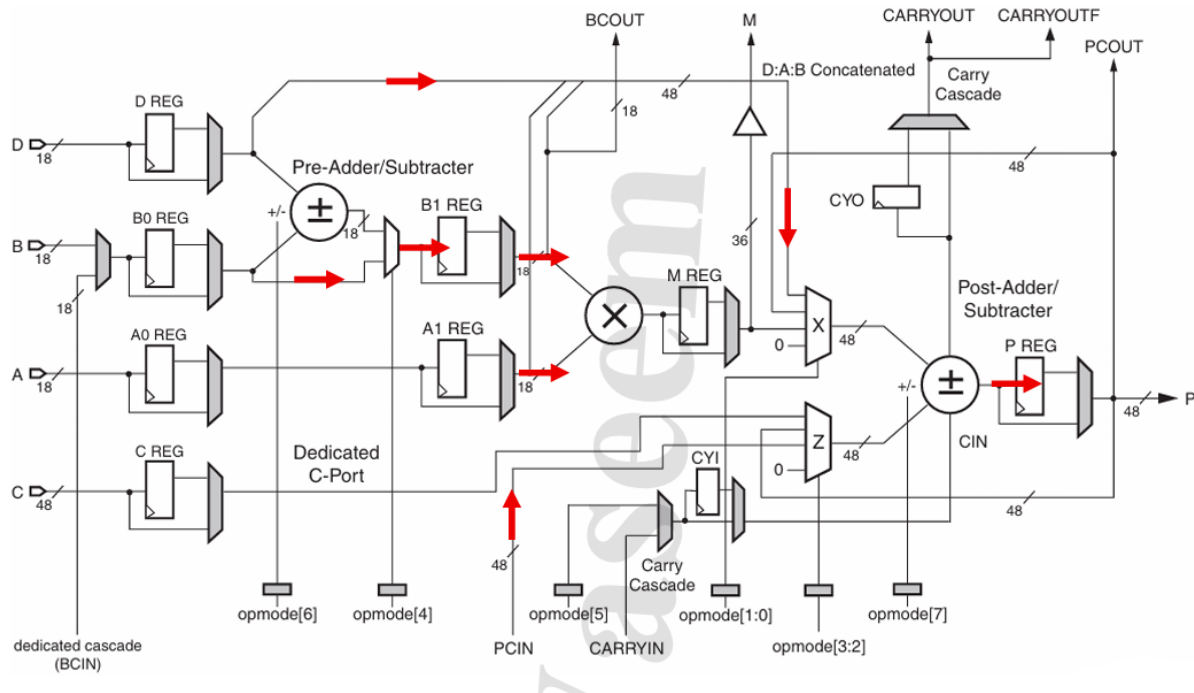 BCOUT
M
CARRYOUT
CARRYOUTF
PCOUT
D:A:B Concatenated
Carry
Cascade
48
18
D REG
D
18
Pre-Adder/Subtracter
+/-
±
18
B0 REG
B
18
18
B1 REG
18
36
48
CYO
M REG
×
X
0
48
Post-Adder/
Subtracter
P REG
+/-
±
CIN
48
P
A0 REG
A
18
A1 REG
18
C REG
C
48
Dedicated
C-Port
Z
0
48
CYI
48
48
Carry
Cascade
opmode[6]
opmode[4]
opmode[5]
opmode[1:0]
opmode[7]
opmode[3:2]
dedicated cascade
(BCIN)
PCIN
CARRYIN
aseem